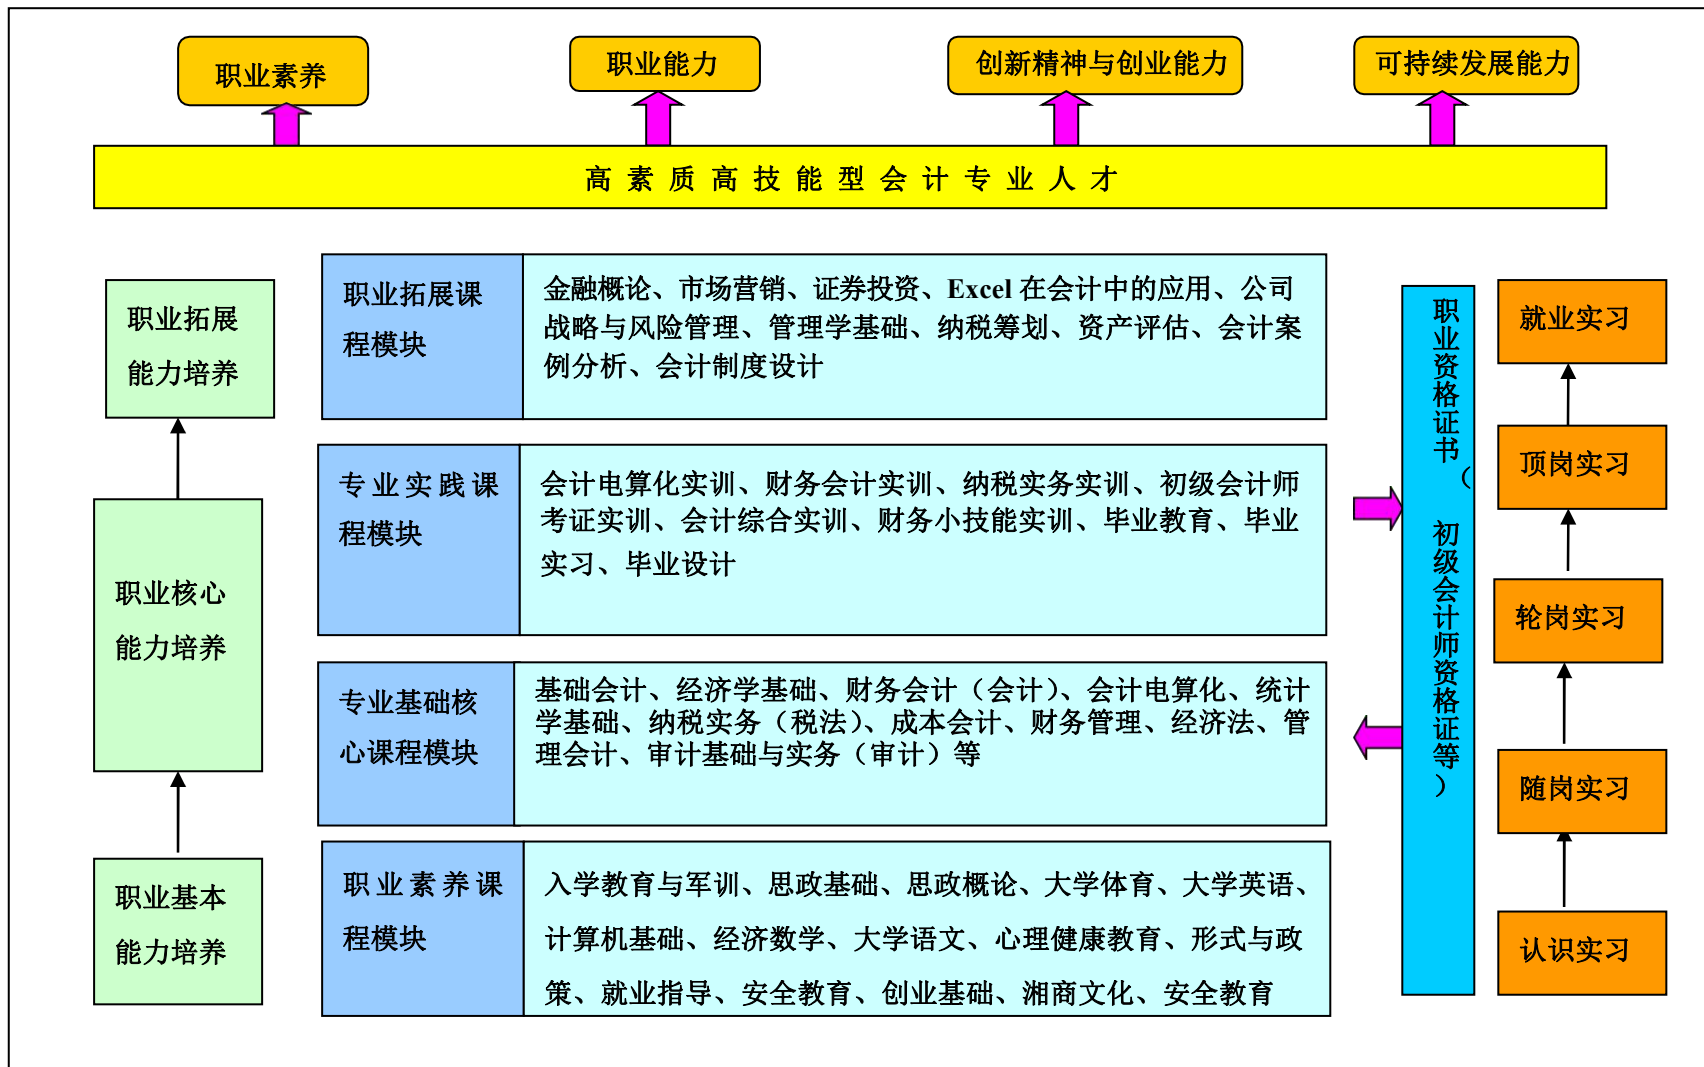 职业素养
职业能力
创新精神与创业能力
可持续发展能力
高素质高技能型会计专业人才
职业拓展
能力培养
职业核心
能力培养
职业基本
能力培养
职业拓展课
程模块
金融概论、市场营销、证券投资、Excel 在会计中的应用、公司
战略与风险管理、管理学基础、纳税筹划、资产评估、会计案
例分析、会计制度设计
专业实践课
程模块
会计电算化实训、财务会计实训、纳税实务实训、初级会计师
考证实训、会计综合实训、财务小技能实训、毕业教育、毕业
实习、毕业设计
专业基础核
心课程模块
基础会计、经济学基础、财务会计（会计）、会计电算化、统计
学基础、纳税实务（税法）、成本会计、财务管理、经济法、管
理会计、审计基础与实务（审计）等
职业素养课
程模块
入学教育与军训、思政基础、思政概论、大学体育、大学英语、
计算机基础、经济数学、大学语文、心理健康教育、形式与政
策、就业指导、安全教育、创业基础、湘商文化、安全教育
职业资格证书（初级会计师资格证等）
就业实习
顶岗实习
轮岗实习
随岗实习
认识实习